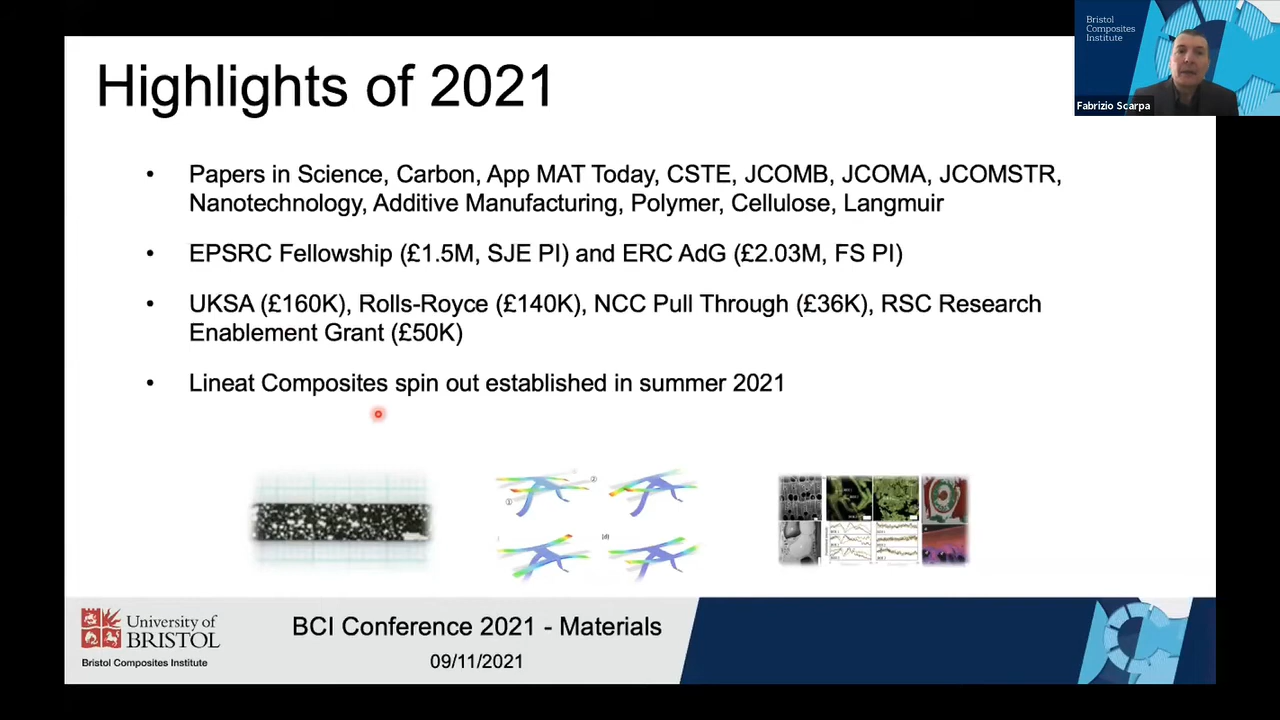 Bristol
Composites
Institute
Fabrizio Scarpa
Highlights of 2021
• Papers in Science, Carbon, App MAT Today, CSTE, JCOMB, JCOMA, JCOMSTR,
Nanotechnology, Additive Manufacturing, Polymer, Cellulose, Langmuir
• EPSRC Fellowship (£1.5M, SJE PI) and ERC AdG (£2.03M, FS PI)
• UKSA (£160K), Rolls-Royce (£140K), NCC Pull Through (£36K), RSC Research
Enablement Grant (£50K)
• Lineat Composites spin out established in summer 2021
University of
BRISTOL
Bristol Composites Institute
BCI Conference 2021 - Materials
09/11/2021